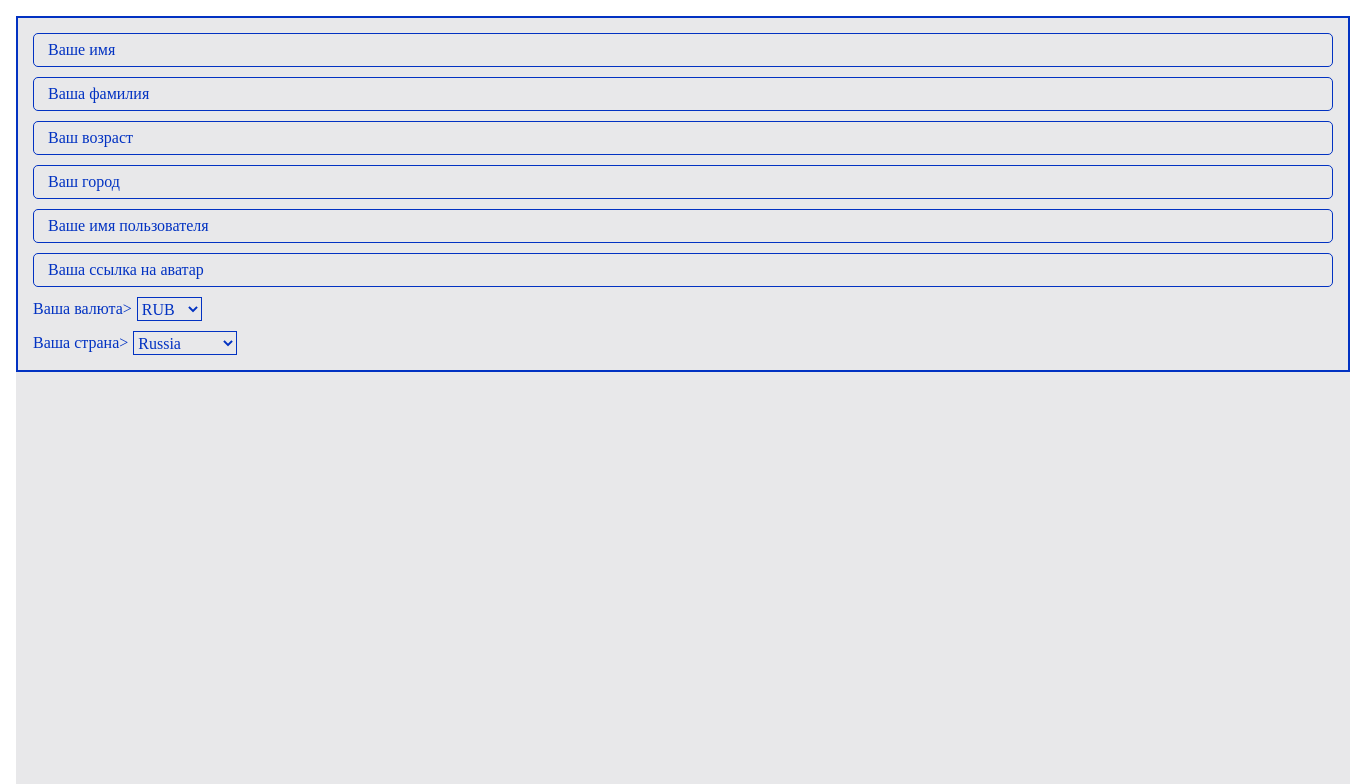 Ваше имя
Ваша фамилия
Ваш возраст
Ваш город
Ваше имя пользователя
Ваша ссылка на аватар
Ваша валюта> RUB
Ваша страна> Russia